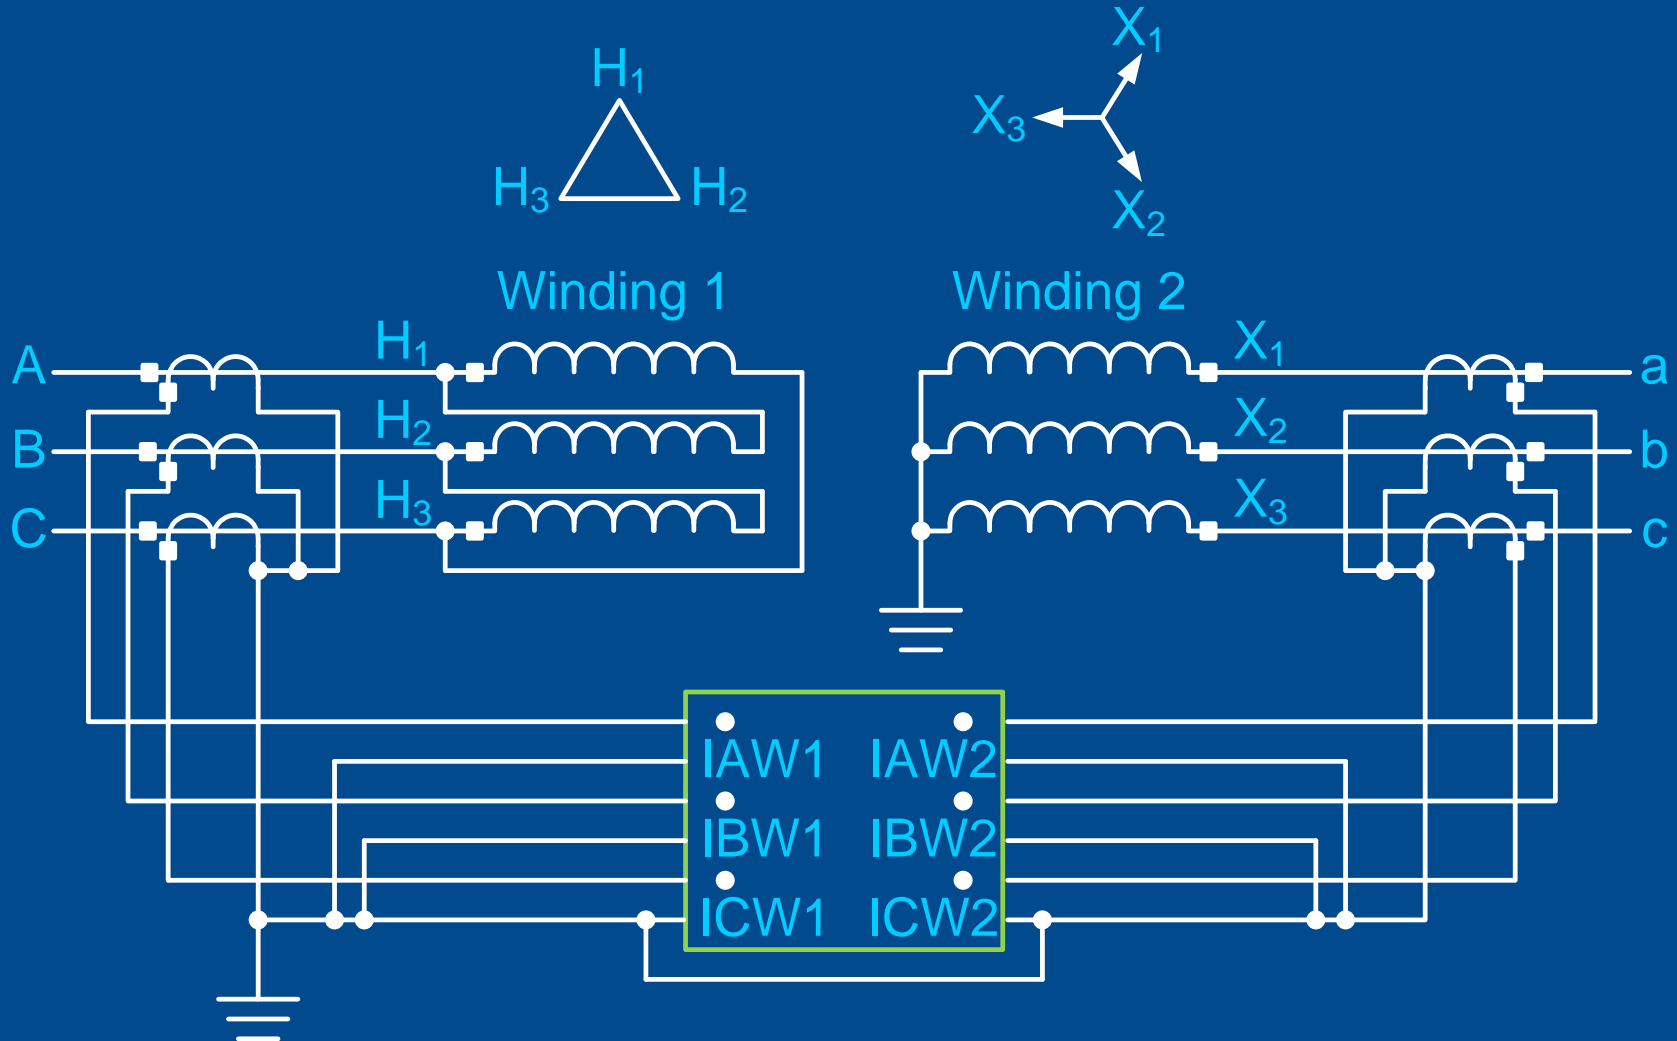 H₁
H₃ H₂
X₁
X₃
X₂
Winding 1
Winding 2
A
H₁
B
H₂
C
H₃
X₁
a
X₂
b
X₃
c
IAW1 IAW2
IBW1 IBW2
ICW1 ICW2